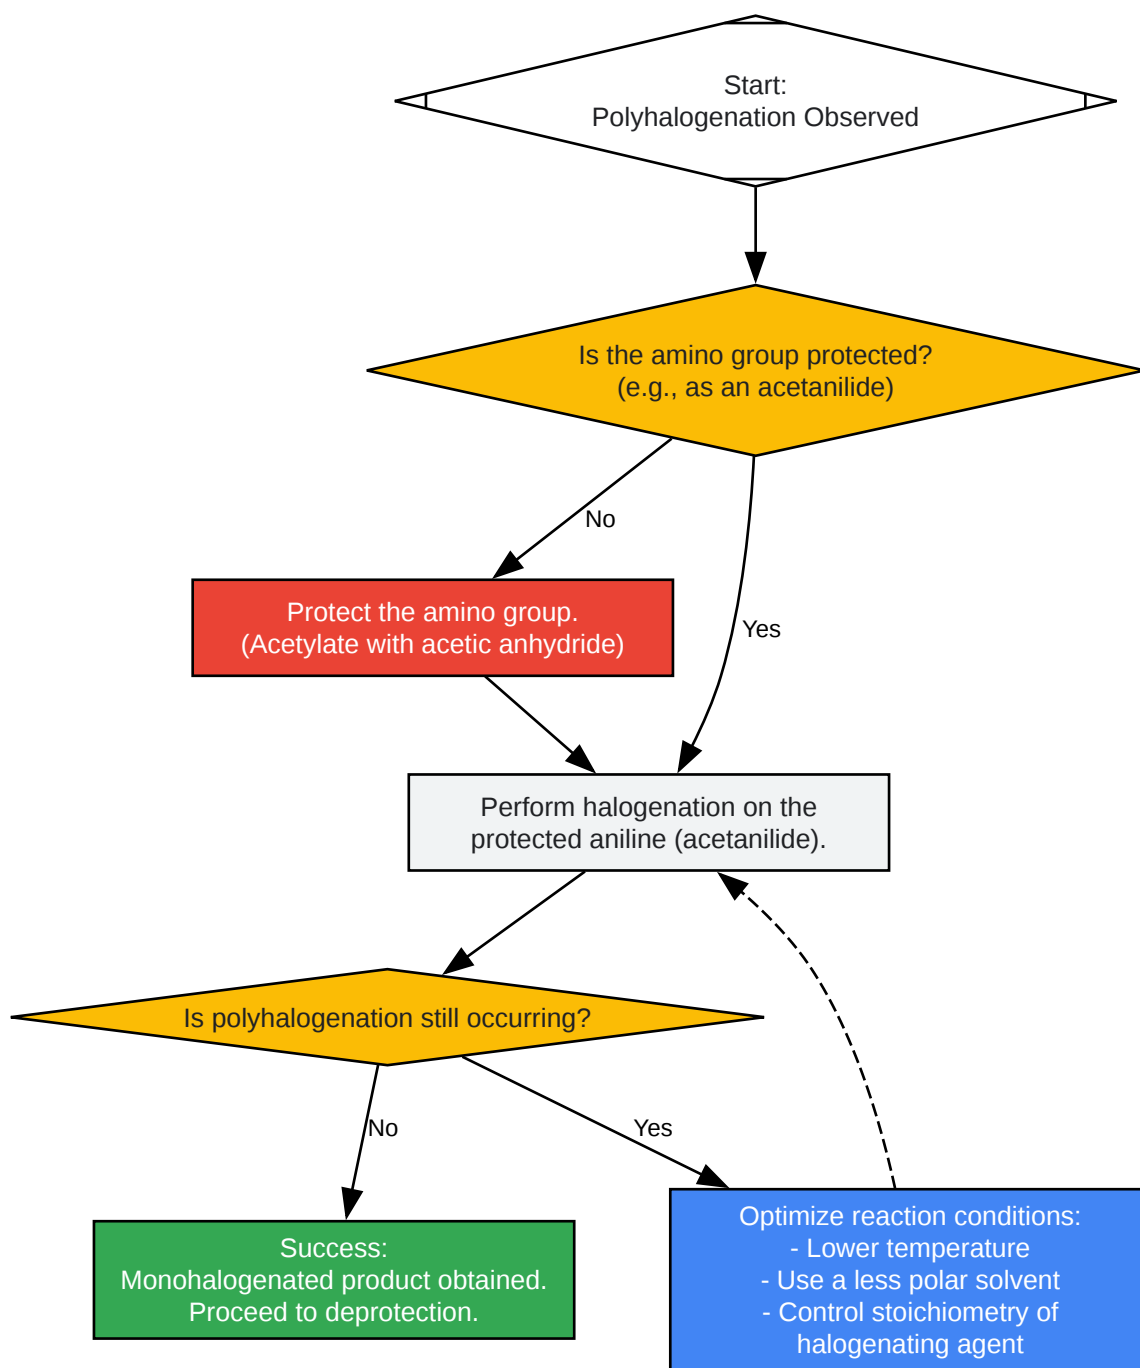 Start:
Polyhalogenation Observed
Is the amino group protected?
(e.g., as an acetanilide)
No
Protect the amino group.
(Acetylate with acetic anhydride)
Yes
Perform halogenation on the
protected aniline (acetanilide).
Is polyhalogenation still occurring?
No
Yes
Success:
Monohalogenated product obtained.
Proceed to deprotection.
Optimize reaction conditions:
- Lower temperature
- Use a less polar solvent
- Control stoichiometry of
halogenating agent